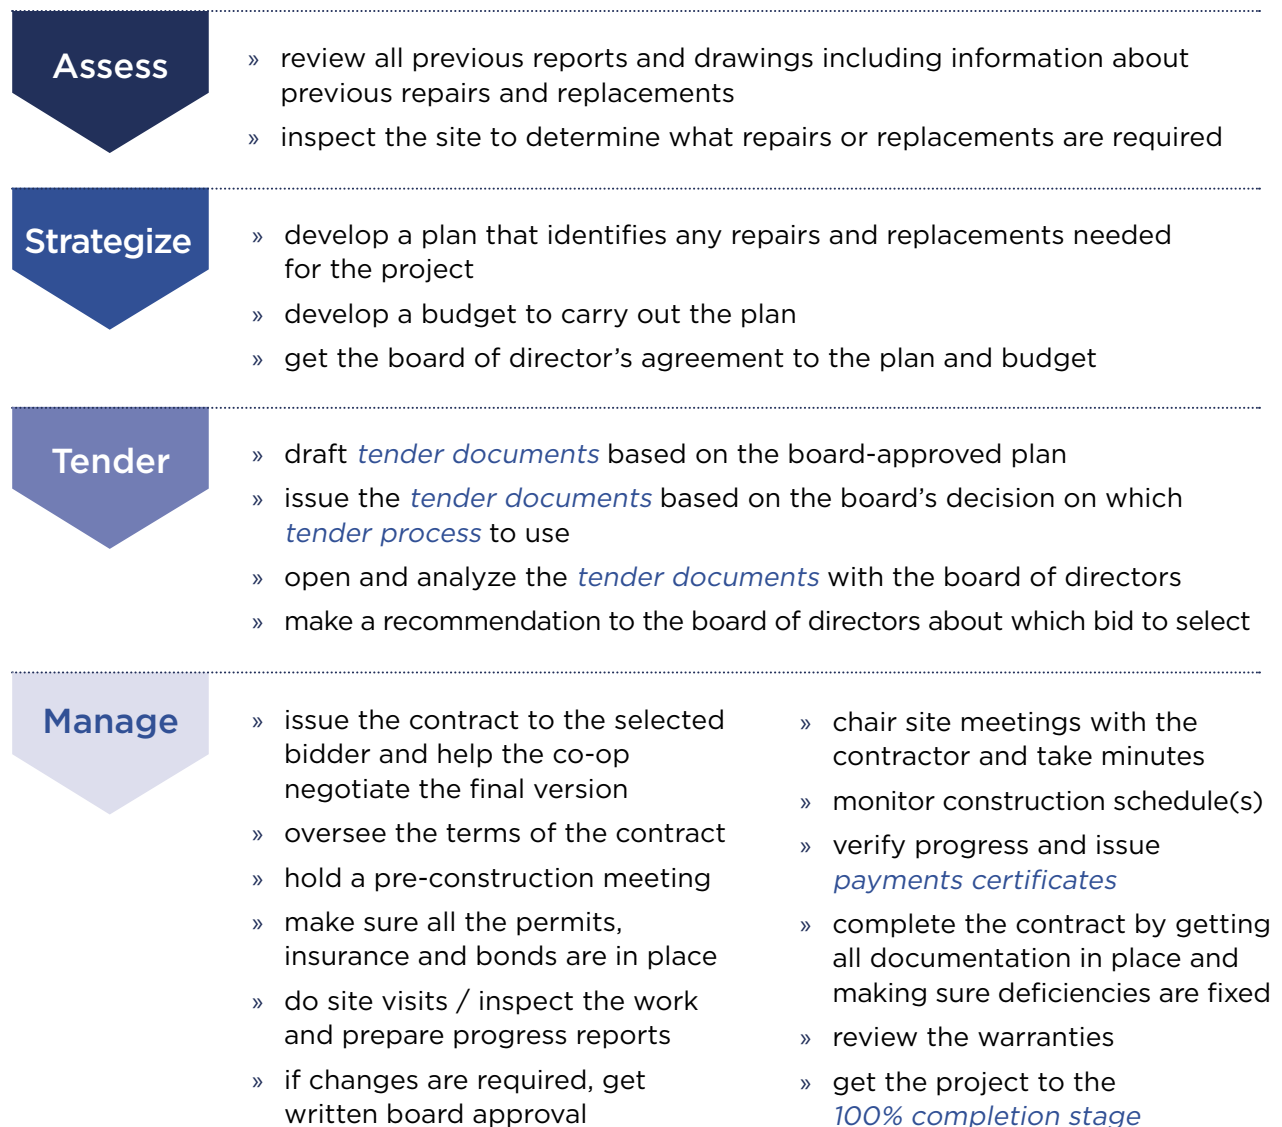 Assess
» review all previous reports and drawings including information about
previous repairs and replacements
» inspect the site to determine what repairs or replacements are required
Strategize
» develop a plan that identifies any repairs and replacements needed
for the project
» develop a budget to carry out the plan
» get the board of director’s agreement to the plan and budget
Tender
» draft tender documents based on the board-approved plan
» issue the tender documents based on the board’s decision on which
tender process to use
» open and analyze the tender documents with the board of directors
» make a recommendation to the board of directors about which bid to select
Manage
» issue the contract to the selected
bidder and help the co-op
negotiate the final version
» oversee the terms of the contract
» hold a pre-construction meeting
» make sure all the permits,
insurance and bonds are in place
» do site visits / inspect the work
and prepare progress reports
» if changes are required, get
written board approval
» chair site meetings with the
contractor and take minutes
» monitor construction schedule(s)
» verify progress and issue
payments certificates
» complete the contract by getting
all documentation in place and
making sure deficiencies are fixed
» review the warranties
» get the project to the
100% completion stage